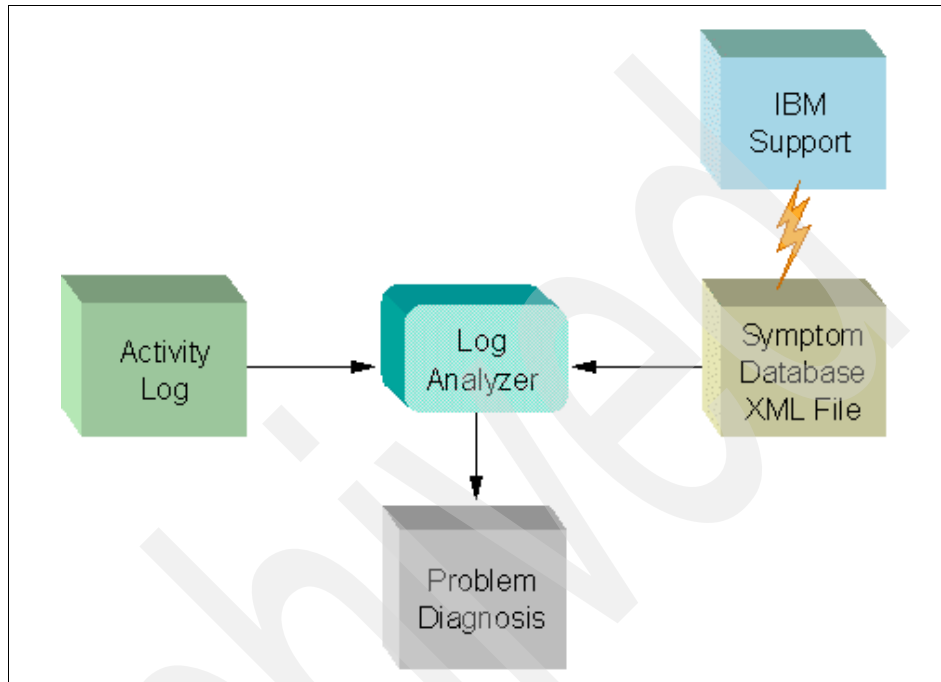 IBM
Support
Activity
Log
Log
Analyzer
Symptom
Database
XML File
Problem
Diagnosis